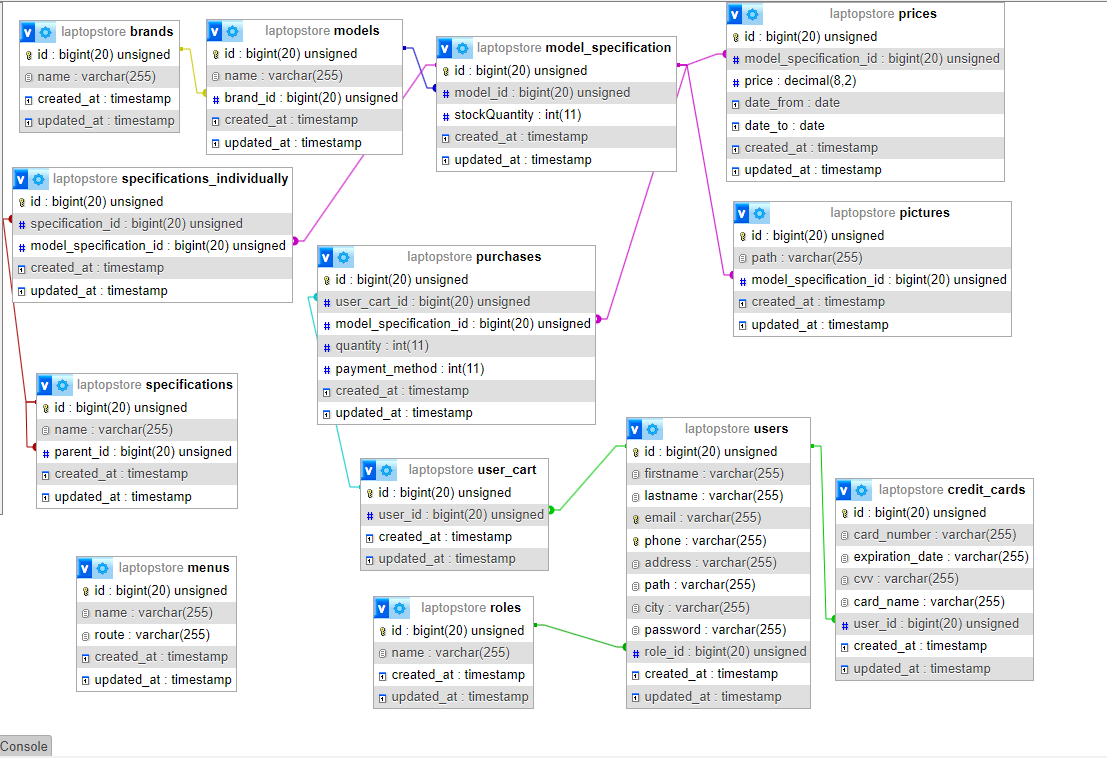 laptopstore brands
id : bigint(20) unsigned
name : varchar(255)
created_at : timestamp
updated_at : timestamp
laptopstore models
id : bigint(20) unsigned
name : varchar(255)
brand_id : bigint(20) unsigned
created_at : timestamp
updated_at : timestamp
laptopstore model_specification
id : bigint(20) unsigned
model_id : bigint(20) unsigned
stockQuantity : int(11)
created_at : timestamp
updated_at : timestamp
laptopstore prices
id : bigint(20) unsigned
model_specification_id : bigint(20) unsigned
price : decimal(8,2)
date_from : date
date_to : date
created_at : timestamp
updated_at : timestamp
laptopstore specifications_individually
id : bigint(20) unsigned
specification_id : bigint(20) unsigned
model_specification_id : bigint(20) unsigned
created_at : timestamp
updated_at : timestamp
laptopstore pictures
id : bigint(20) unsigned
path : varchar(255)
model_specification_id : bigint(20) unsigned
created_at : timestamp
updated_at : timestamp
laptopstore purchases
id : bigint(20) unsigned
user_cart_id : bigint(20) unsigned
model_specification_id : bigint(20) unsigned
quantity : int(11)
payment_method : int(11)
created_at : timestamp
updated_at : timestamp
laptopstore specifications
id : bigint(20) unsigned
name : varchar(255)
parent_id : bigint(20) unsigned
created_at : timestamp
updated_at : timestamp
laptopstore user_cart
id : bigint(20) unsigned
user_id : bigint(20) unsigned
created_at : timestamp
updated_at : timestamp
laptopstore users
id : bigint(20) unsigned
firstname : varchar(255)
lastname : varchar(255)
email : varchar(255)
phone : varchar(255)
address : varchar(255)
path : varchar(255)
city : varchar(255)
password : varchar(255)
role_id : bigint(20) unsigned
created_at : timestamp
updated_at : timestamp
laptopstore credit_cards
id : bigint(20) unsigned
card_number : varchar(255)
expiration_date : varchar(255)
cvv : varchar(255)
card_name : varchar(255)
user_id : bigint(20) unsigned
created_at : timestamp
updated_at : timestamp
laptopstore menus
id : bigint(20) unsigned
name : varchar(255)
route : varchar(255)
created_at : timestamp
updated_at : timestamp
laptopstore roles
id : bigint(20) unsigned
name : varchar(255)
created_at : timestamp
updated_at : timestamp
Console